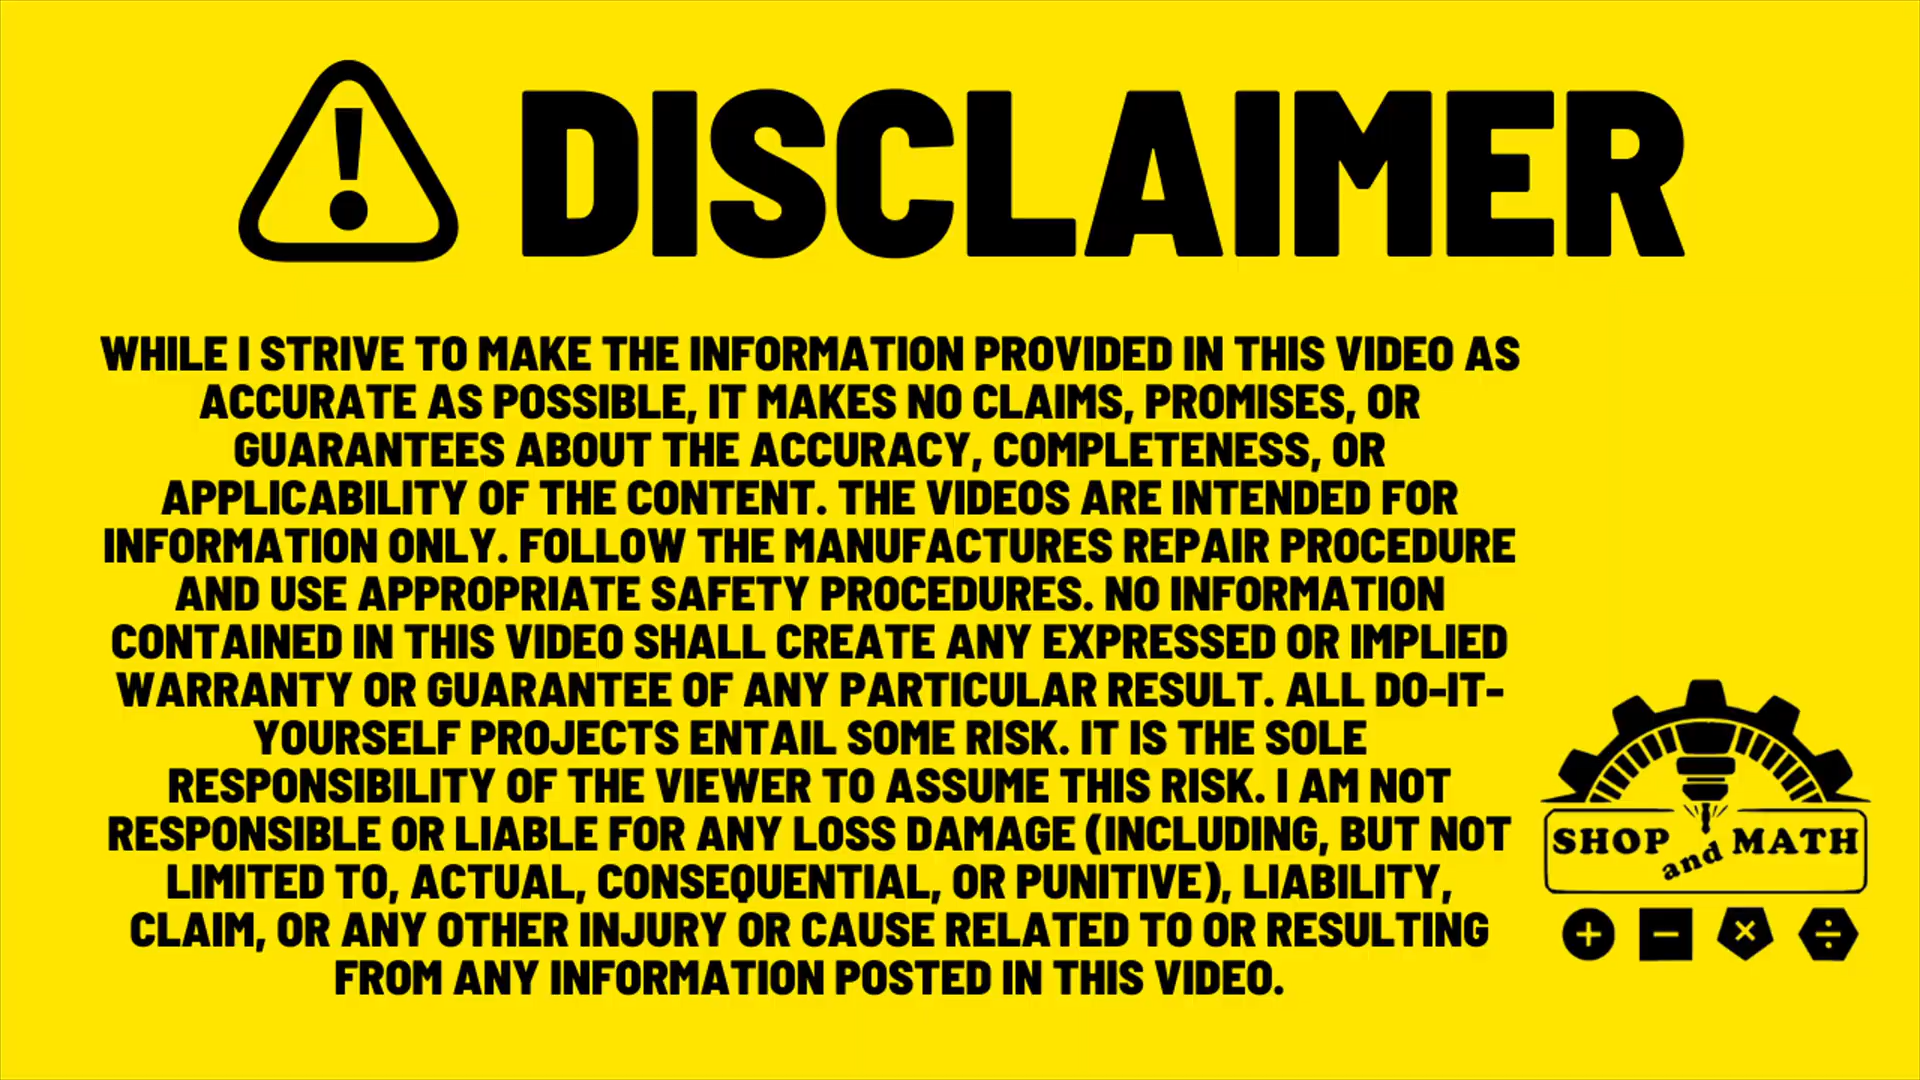 DISCLAIMER
WHILE I STRIVE TO MAKE THE INFORMATION PROVIDED IN THIS VIDEO AS
ACCURATE AS POSSIBLE, IT MAKES NO CLAIMS, PROMISES, OR
GUARANTEES ABOUT THE ACCURACY, COMPLETENESS, OR
APPLICABILITY OF THE CONTENT. THE VIDEOS ARE INTENDED FOR
INFORMATION ONLY. FOLLOW THE MANUFACTURES REPAIR PROCEDURE
AND USE APPROPRIATE SAFETY PROCEDURES. NO INFORMATION
CONTAINED IN THIS VIDEO SHALL CREATE ANY EXPRESSED OR IMPLIED
WARRANTY OR GUARANTEE OF ANY PARTICULAR RESULT. ALL DO-IT-
YOURSELF PROJECTS ENTAIL SOME RISK. IT IS THE SOLE
RESPONSIBILITY OF THE VIEWER TO ASSUME THIS RISK. I AM NOT
RESPONSIBLE OR LIABLE FOR ANY LOSS DAMAGE (INCLUDING, BUT NOT
LIMITED TO, ACTUAL, CONSEQUENTIAL, OR PUNITIVE), LIABILITY,
CLAIM, OR ANY OTHER INJURY OR CAUSE RELATED TO OR RESULTING
FROM ANY INFORMATION POSTED IN THIS VIDEO.
SHOP and MATH